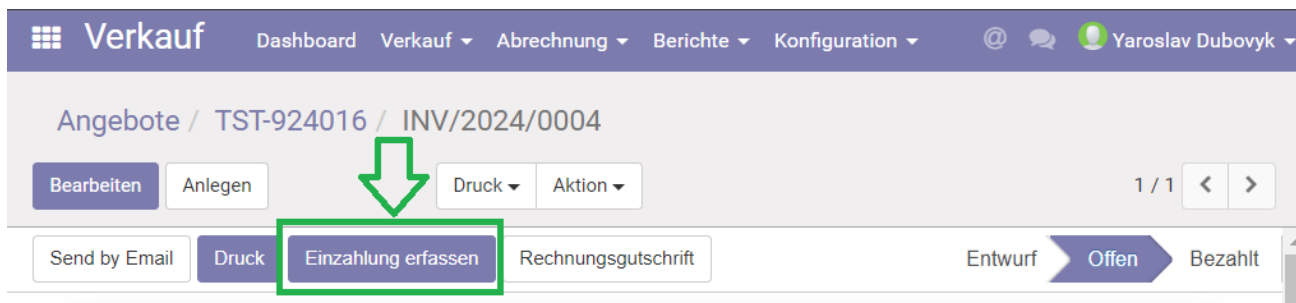 Verkauf Dashboard Verkauf Abrechnung Berichte Konfiguration @ Yaroslav Dubovyk
Angebote / TST-924016 / INV/2024/0004
Bearbeiten Anlegen Druck Aktion 1 / 1
Send by Email Druck Einzahlung erfassen Rechnungsgutschrift Entwurf Offen Bezahlt